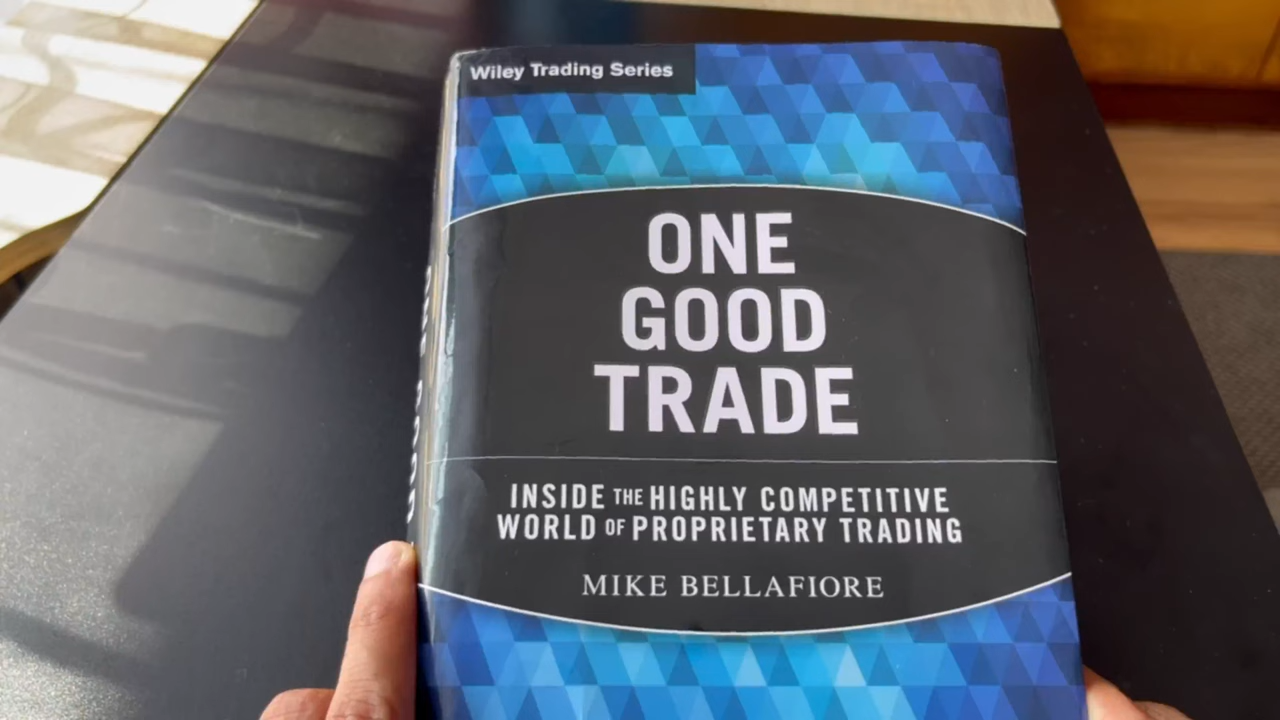 Wiley Trading Series
ONE
GOOD
TRADE
INSIDE THE HIGHLY COMPETITIVE
WORLD OF PROPRIETARY TRADING
MIKE BELLAFIORE